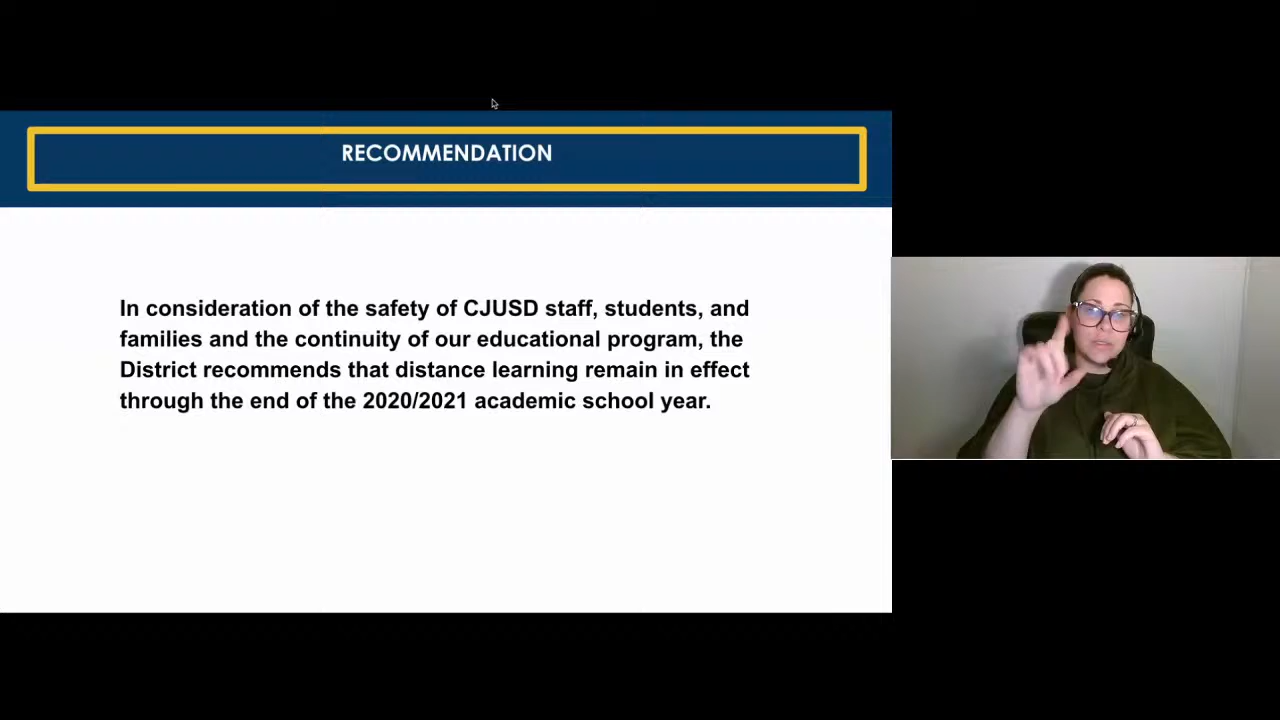 RECOMMENDATION
In consideration of the safety of CJUSD staff, students, and
families and the continuity of our educational program, the
District recommends that distance learning remain in effect
through the end of the 2020/2021 academic school year.